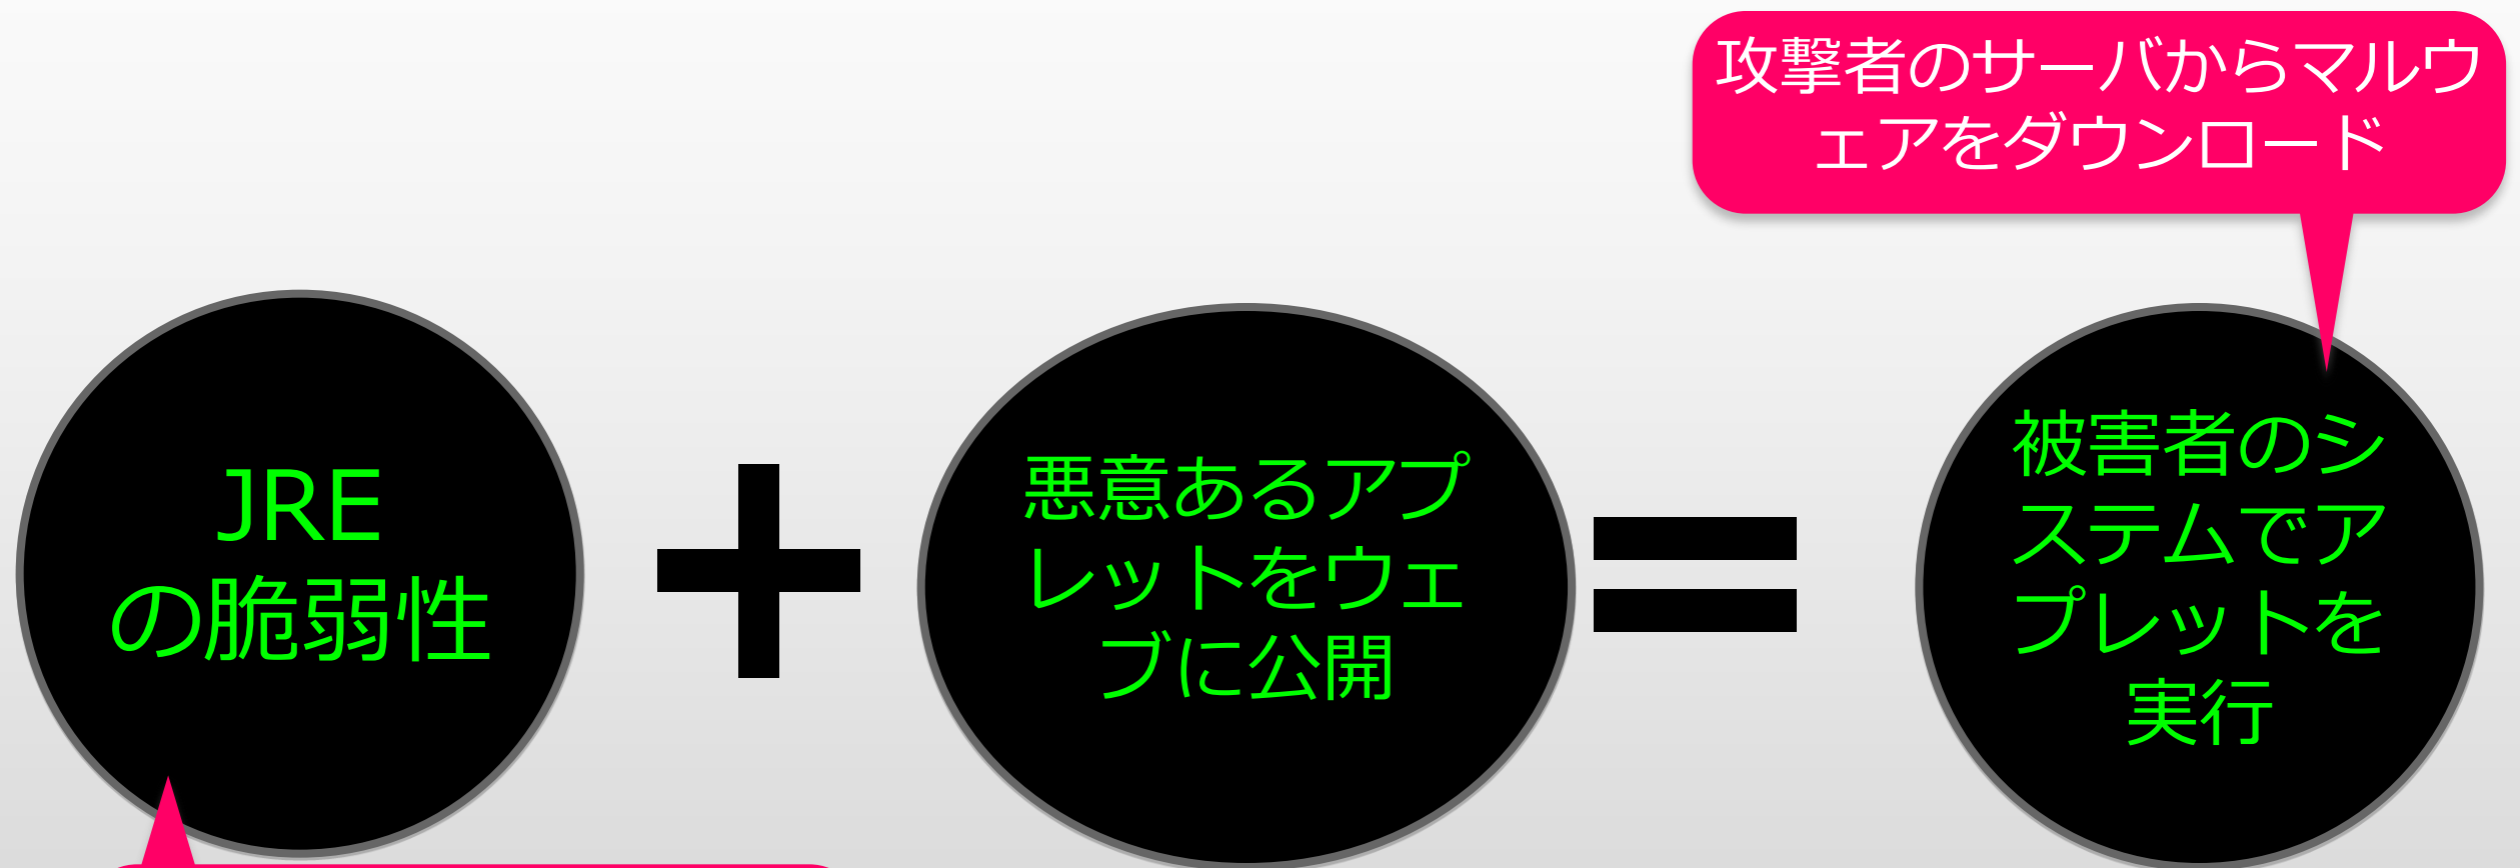 攻撃者のサーバからマルウ
ェアをダウンロード
JRE
の脆弱性
+
悪意あるアプ
レットをウェ
ブに公開
=
被害者のシ
ステムでア
プレットを
実行